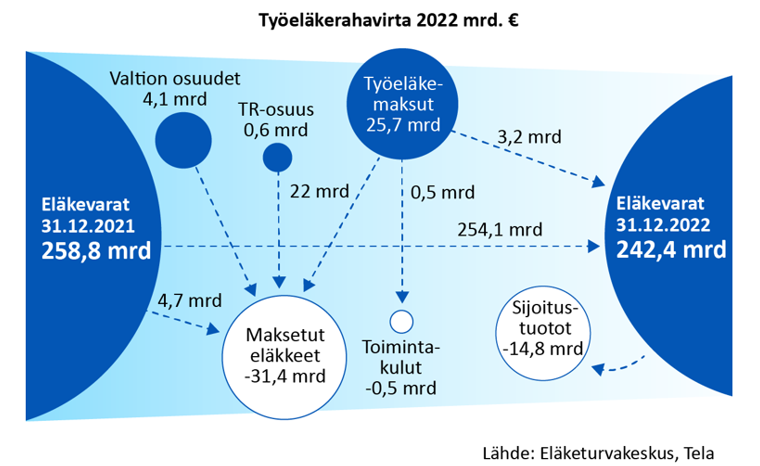 Työeläkerahavirta 2022 mrd. €
Valtion osuudet
4,1 mrd
TR-osuus
0,6 mrd
Työeläke-
maksut
25,7 mrd
3,2 mrd
22 mrd
0,5 mrd
Eläkevarat
31.12.2021
258,8 mrd
254,1 mrd
Eläkevarat
31.12.2022
242,4 mrd
4,7 mrd
Maksetut
eläkkeet
-31,4 mrd
Toiminta-
kulut
-0,5 mrd
Sijoitus-
tuotot
-14,8 mrd
Lähde: Eläketurvakeskus, Tela